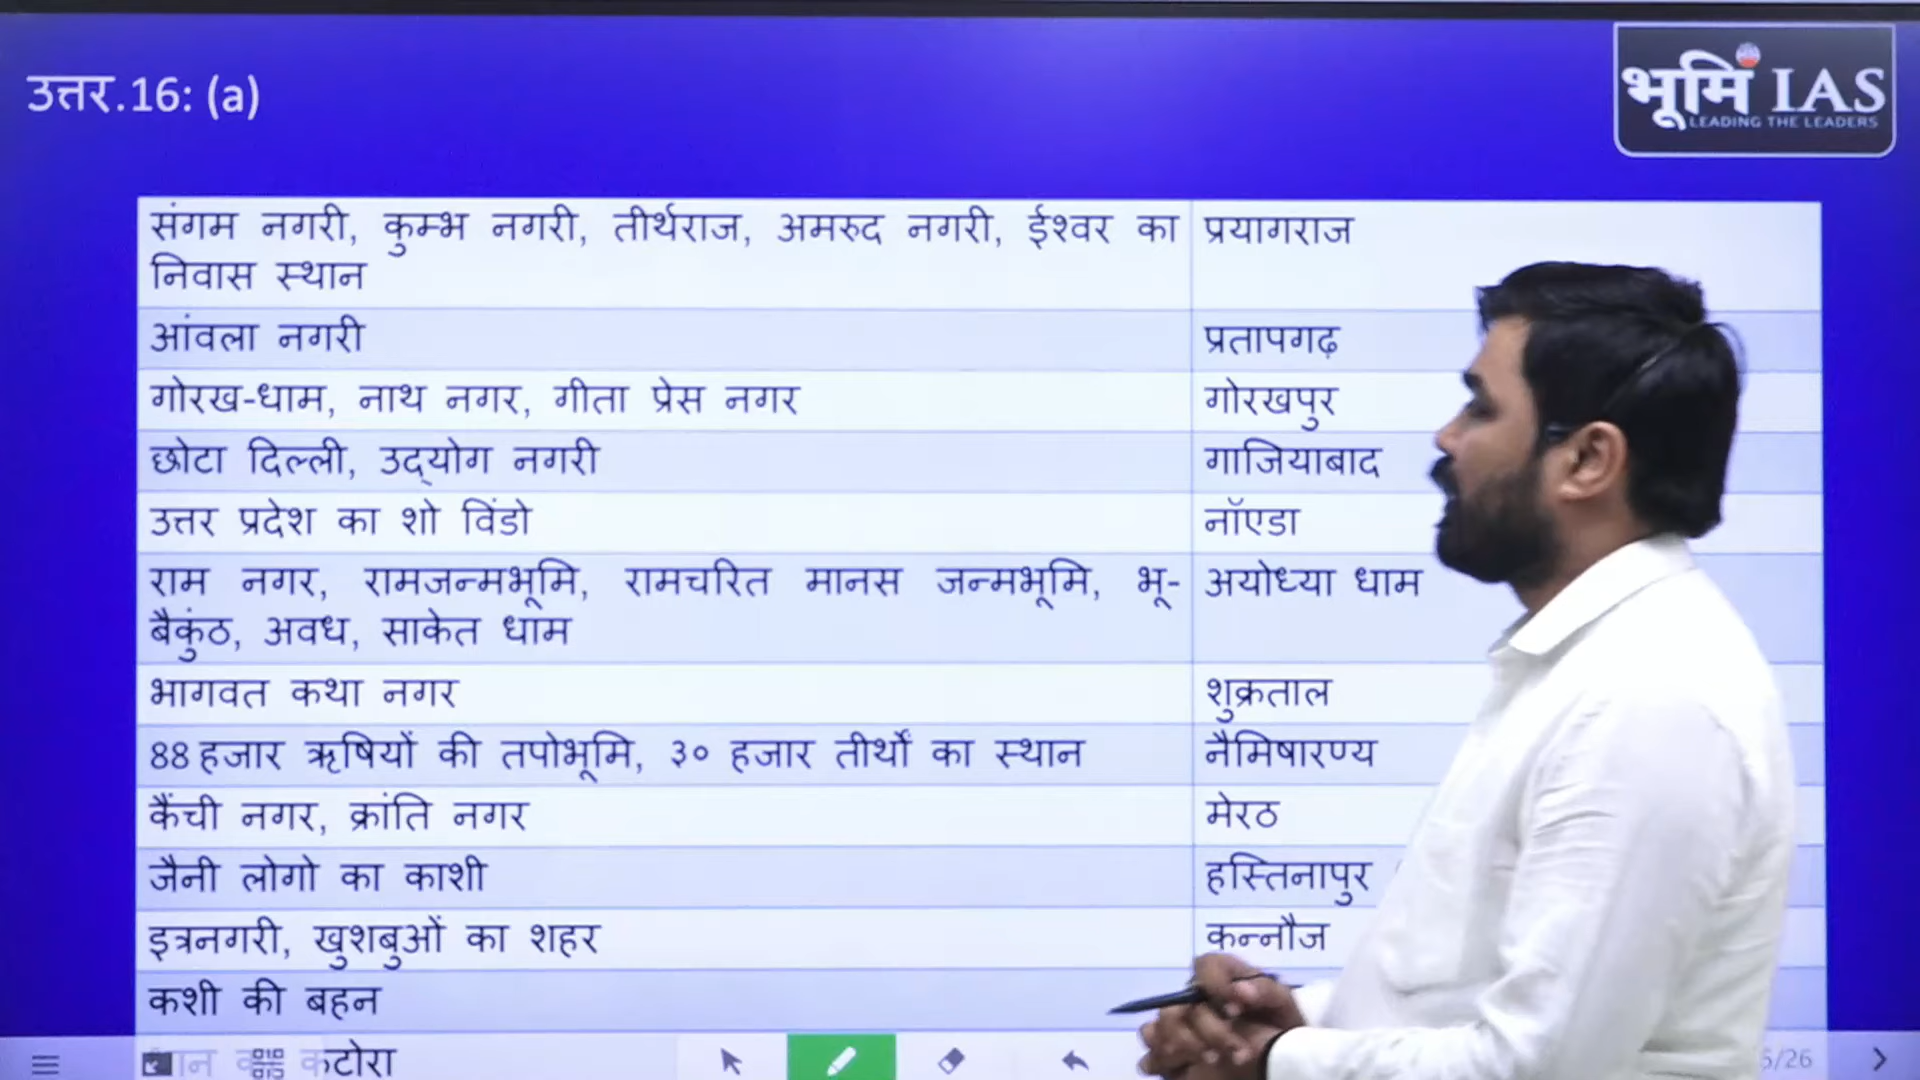 उत्तर.16: (a)
भूमि IAS
LEADING THE LEADERS
संगम नगरी, कुम्भ नगरी, तीर्थराज, अमरुद नगरी, ईश्वर का प्रयागराज
निवास स्थान
आंवला नगरी प्रतापगढ़
गोरख-धाम, नाथ नगर, गीता प्रेस नगर गोरखपुर
छोटा दिल्ली, उद्योग नगरी गाजियाबाद
उत्तर प्रदेश का शो विंडो नॉएडा
राम नगर, रामजन्मभूमि, रामचरित मानस जन्मभूमि, भू- अयोध्या धाम
बैकुंठ, अवध, साकेत धाम
भागवत कथा नगर शुक्रताल
88 हजार ऋषियों की तपोभूमि, ३० हजार तीर्थों का स्थान नैमिषारण्य
कैंची नगर, क्रांति नगर मेरठ
जैनी लोगो का काशी हस्तिनापुर
इत्रनगरी, खुशबुओं का शहर कन्नौज
कशी की बहन
कटोरा